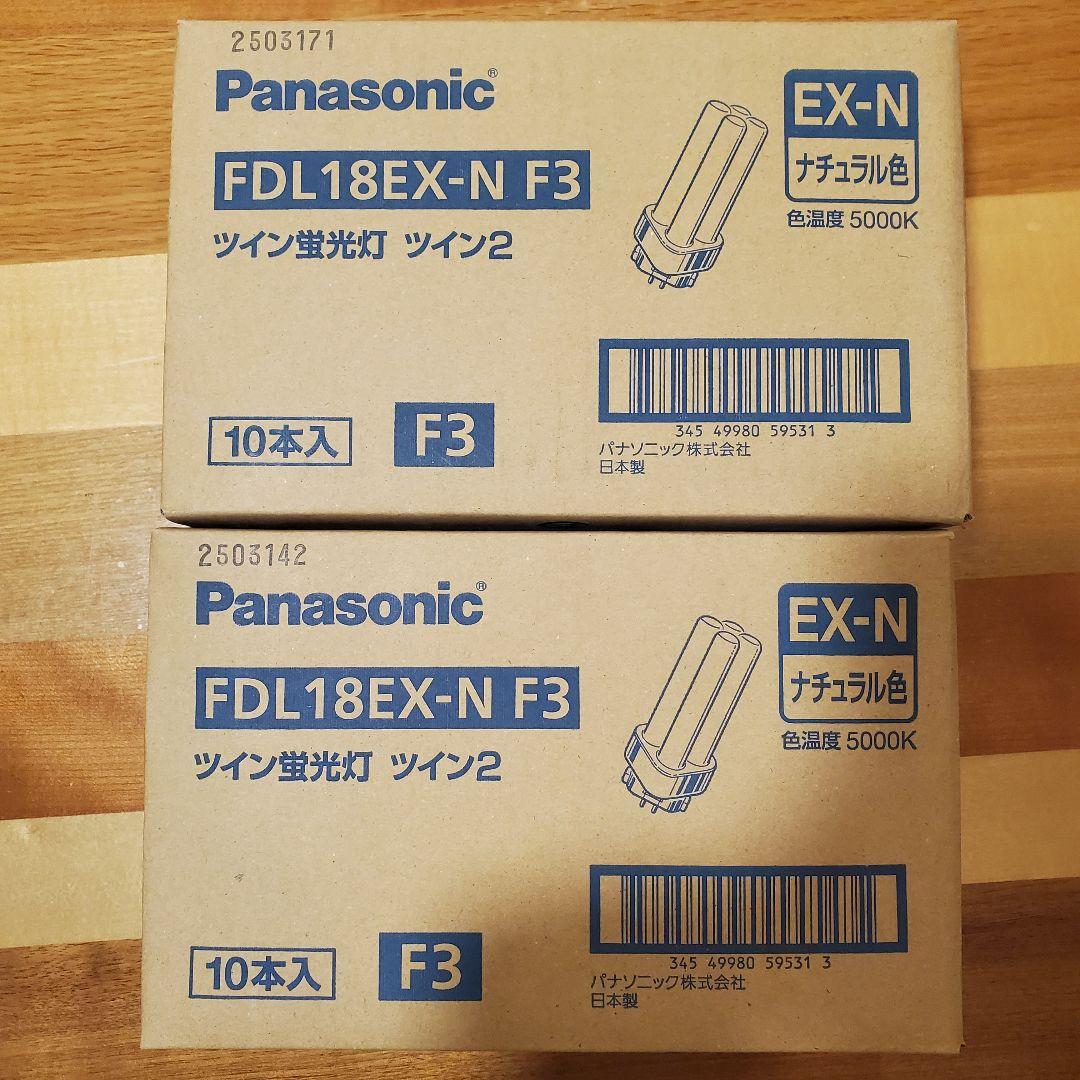 2503171
Panasonic®
EX-N
FDL18EX-N F3
ナチュラル色
ツイン蛍光灯 ツイン2
色温度 5000K
10本入
F3
345 49980 59531 3
パナソニック株式会社
日本製
2503142
Panasonic®
EX-N
FDL18EX-N F3
ナチュラル色
ツイン蛍光灯 ツイン2
色温度 5000K
10本入
F3
345 49980 59531 3
パナソニック株式会社
日本製